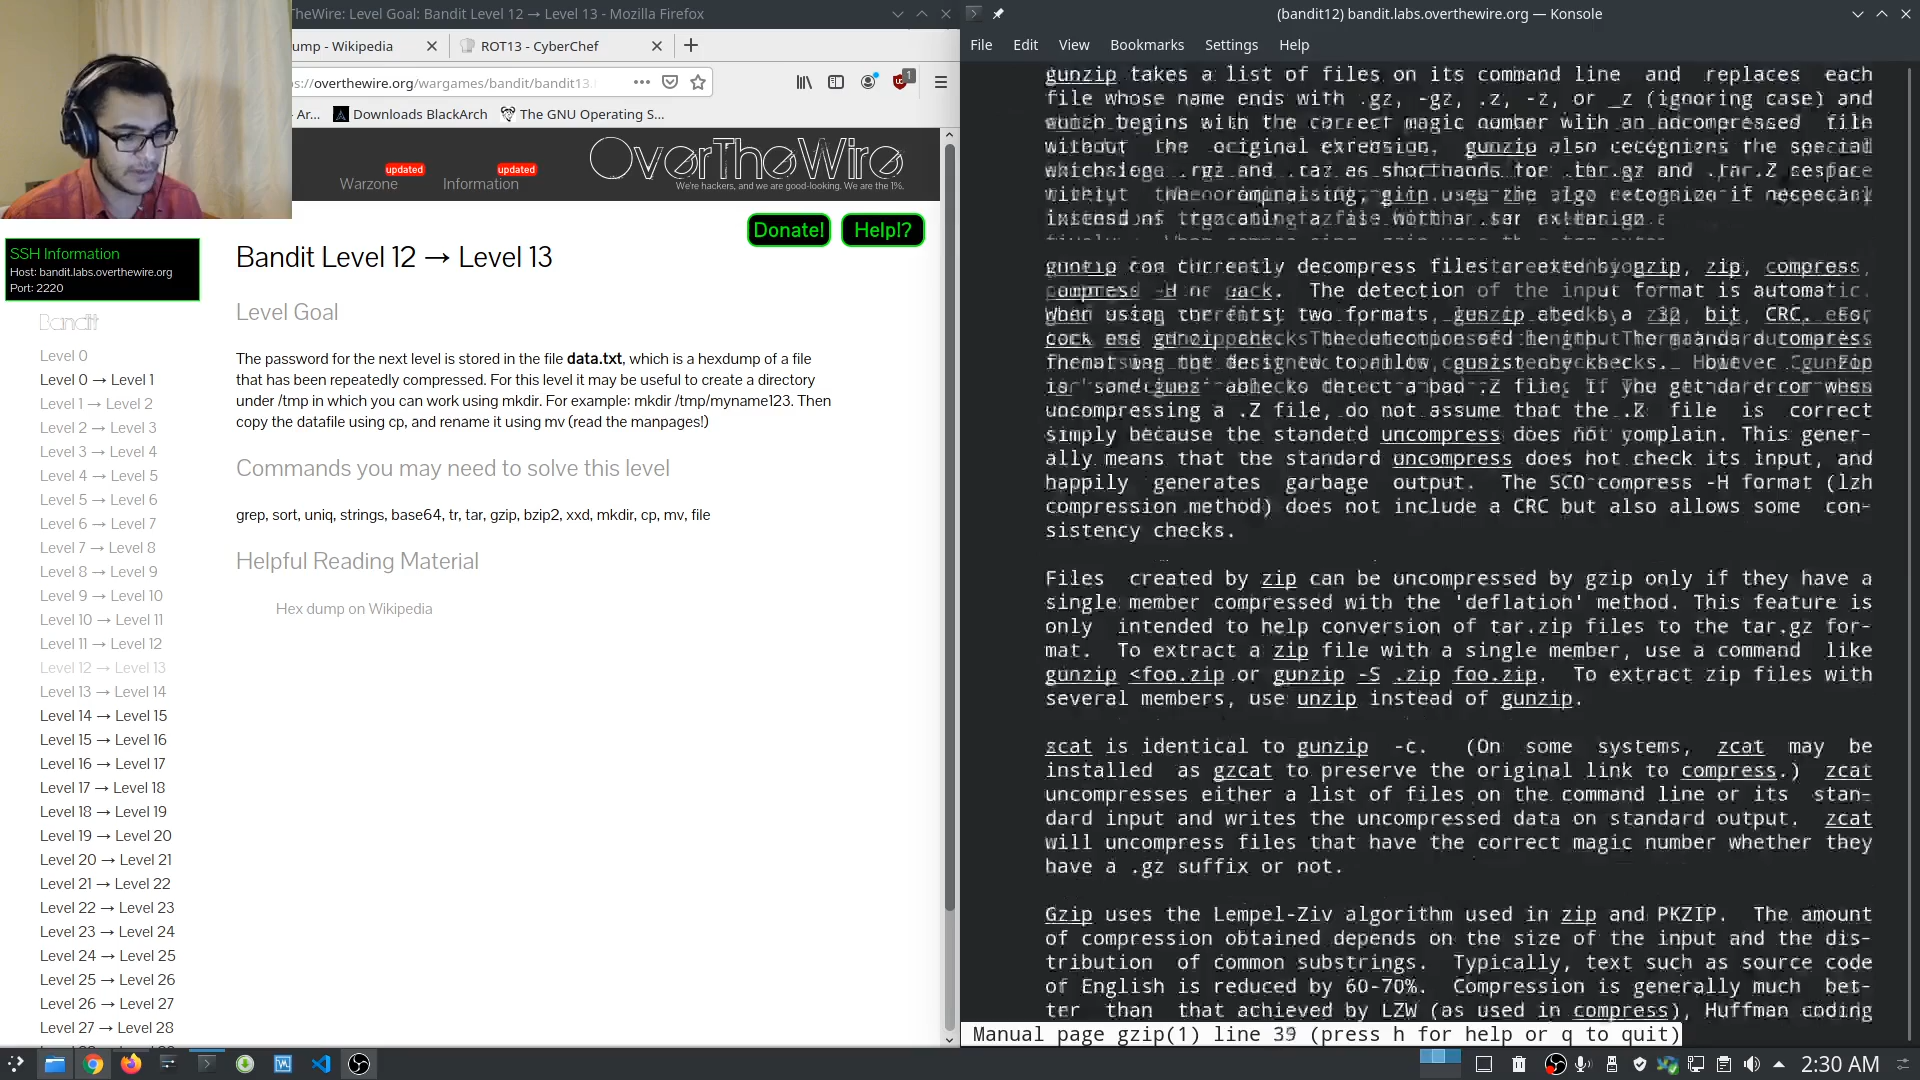 TheWire: Level Goal: Bandit Level 12 → Level 13 - Mozilla Firefox
ump - Wikipedia
ROT13 - CyberChef
s://overthewire.org/wargames/bandit/bandit13.
1
- Ar...
Downloads BlackArch
The GNU Operating S...
updated
updated
Warzone
Information
OverTheWire
We're hackers, and we are good-looking. We are the 1%.
Donate!
Help!?
SSH Information
Host: bandit.labs.overthewire.org
Port: 2220
Bandit
Level 0
Level 0 → Level 1
Level 1 → Level 2
Level 2 → Level 3
Level 3 → Level 4
Level 4 → Level 5
Level 5 → Level 6
Level 6 → Level 7
Level 7 → Level 8
Level 8 → Level 9
Level 9 → Level 10
Level 10 → Level 11
Level 11 → Level 12
Level 12 → Level 13
Level 13 → Level 14
Level 14 → Level 15
Level 15 → Level 16
Level 16 → Level 17
Level 17 → Level 18
Level 18 → Level 19
Level 19 → Level 20
Level 20 → Level 21
Level 21 → Level 22
Level 22 → Level 23
Level 23 → Level 24
Level 24 → Level 25
Level 25 → Level 26
Level 26 → Level 27
Level 27 → Level 28
Bandit Level 12 → Level 13
Level Goal
The password for the next level is stored in the file data.txt, which is a hexdump of a file
that has been repeatedly compressed. For this level it may be useful to create a directory
under /tmp in which you can work using mkdir. For example: mkdir /tmp/myname123. Then
copy the datafile using cp, and rename it using mv (read the manpages!)
Commands you may need to solve this level
grep, sort, uniq, strings, base64, tr, tar, gzip, bzip2, xxd, mkdir, cp, mv, file
Helpful Reading Material
Hex dump on Wikipedia
(bandit12) bandit.labs.overthewire.org — Konsole
File Edit View Bookmarks Settings Help
gunzip takes a list of files on its command line and replaces each
file whose name ends with .gz, -gz, .z, -z, or _z (ignoring case) and
which begins with the correct magic
without the
The detection of the input format is automatic.
When using the first two formats, gunzip
uncompressing a .Z file, do not assume that the .Z file is correct
simply because the standard uncompress does not complain. This gener-
ally means that the standard uncompress does not check its input, and
happily generates garbage output. The SCO compress -H format (lzh
compression method) does not include a CRC but also allows some con-
sistency checks.
Files created by zip can be uncompressed by gzip only if they have a
single member compressed with the 'deflation' method. This feature is
only intended to help conversion of tar.zip files to the tar.gz for-
mat. To extract a zip file with a single member, use a command like
gunzip <foo.zip or gunzip -S .zip foo.zip. To extract zip files with
several members, use unzip instead of gunzip.
zcat is identical to gunzip -c. (On some systems, zcat may be
installed as gzcat to preserve the original link to compress.) zcat
uncompresses either a list of files on the command line or its stan-
dard input and writes the uncompressed data on standard output. zcat
will uncompress files that have the correct magic number whether they
have a .gz suffix or not.
Gzip uses the Lempel-Ziv algorithm used in zip and PKZIP. The amount
of compression obtained depends on the size of the input and the dis-
tribution of common substrings. Typically, text such as source code
of English is reduced by 60-70%. Compression is generally much bet-
ter than that achieved by LZW (as used in compress), Huffman coding
Manual page gzip(1) line 39 (press h for help or q to quit)
2:30 AM